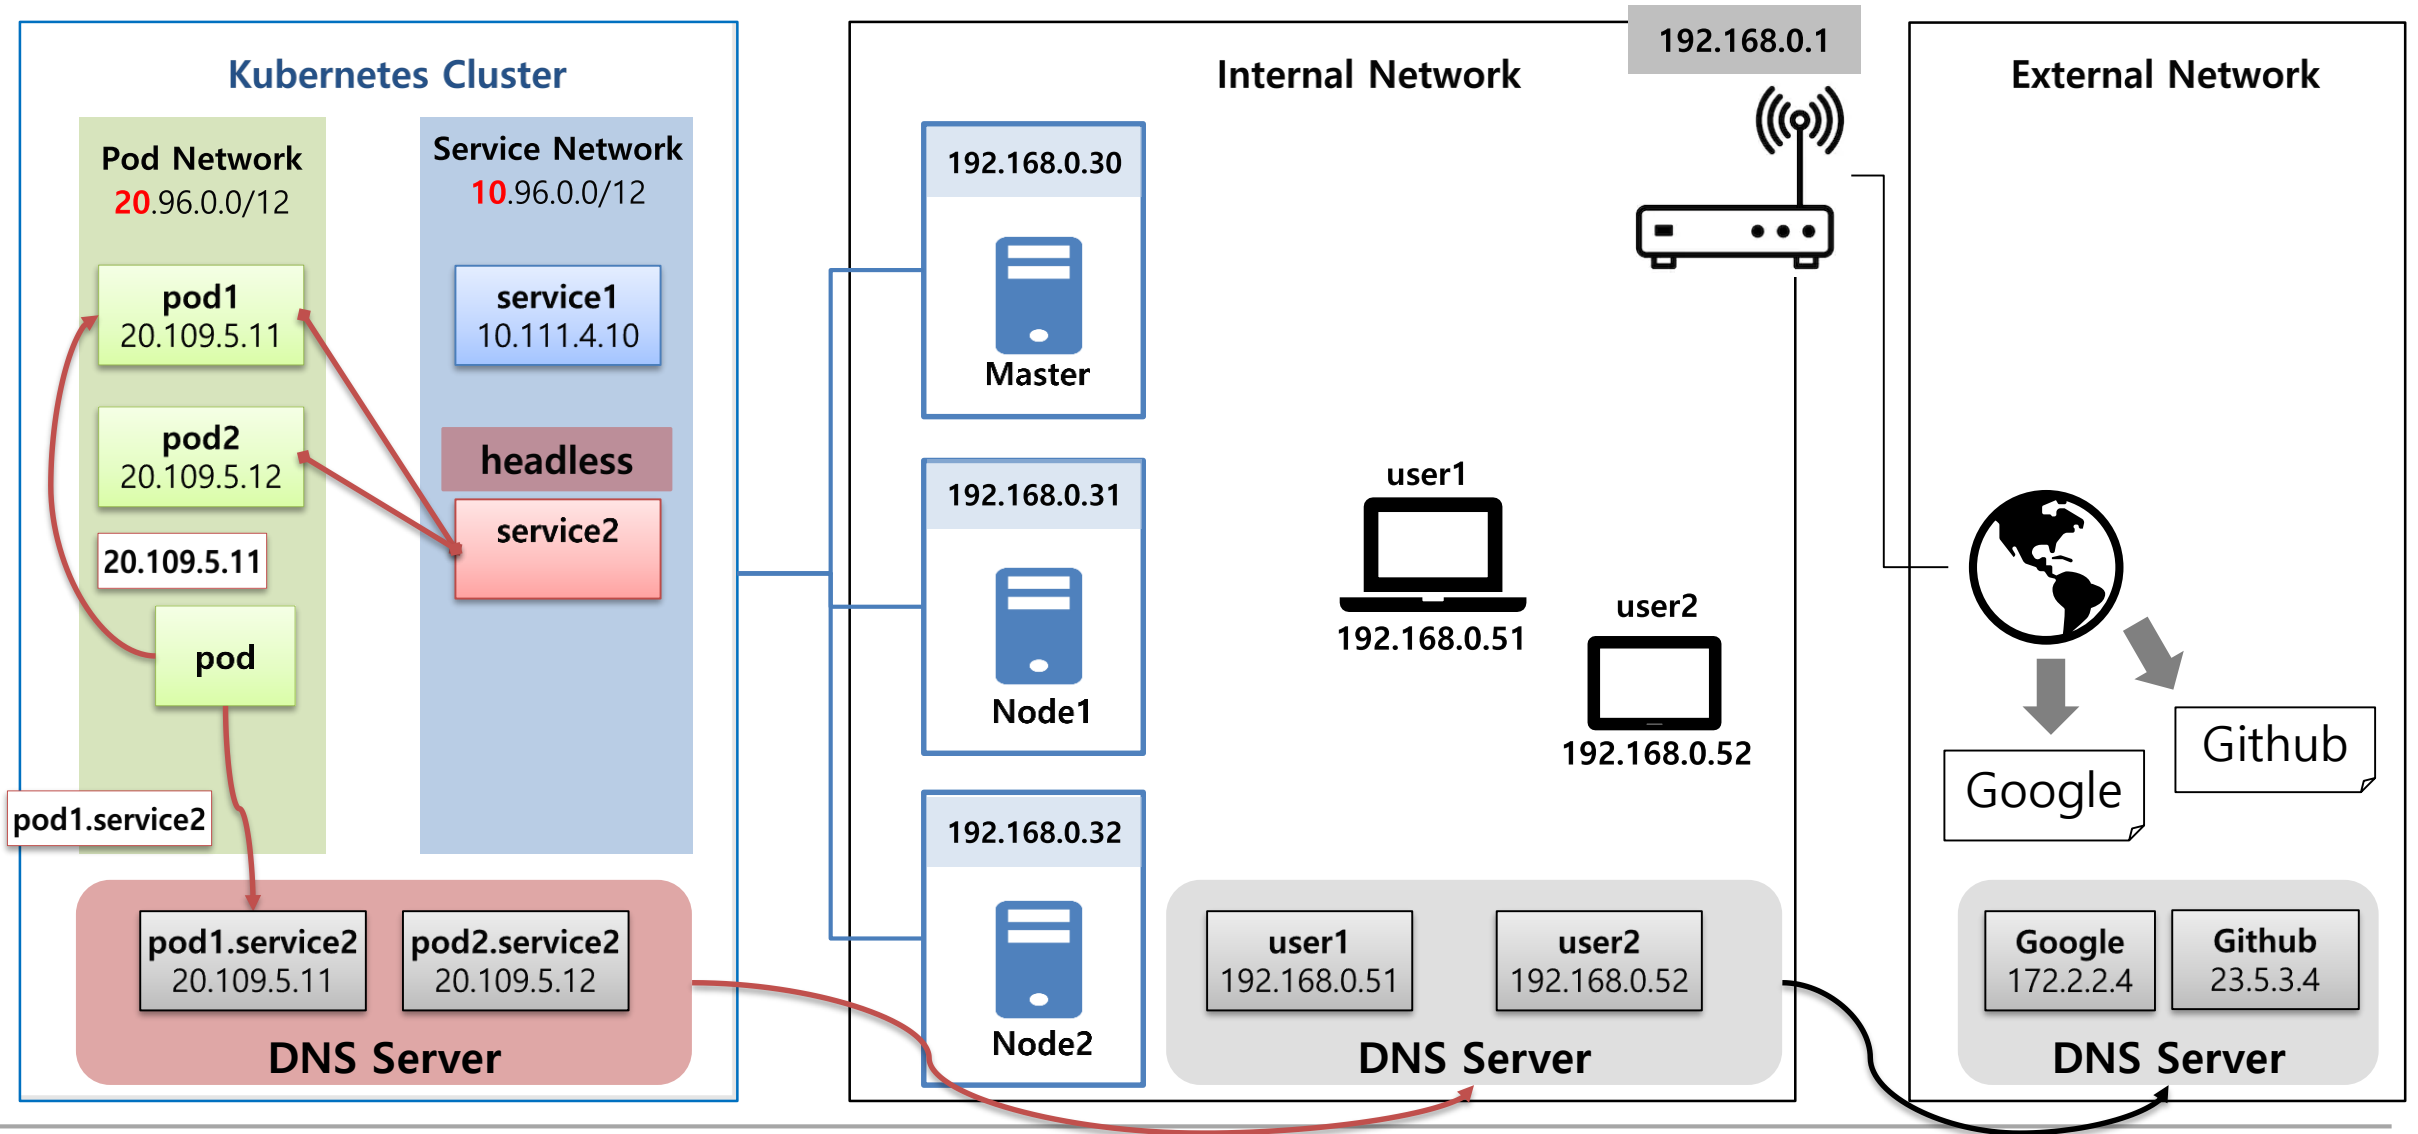 Kubernetes Cluster
Pod Network
20.96.0.0/12
pod1
20.109.5.11
pod2
20.109.5.12
20.109.5.11
pod
pod1.service2
Service Network
10.96.0.0/12
service1
10.111.4.10
headless
service2
pod1.service2
20.109.5.11
pod2.service2
20.109.5.12
DNS Server
Internal Network
192.168.0.1
192.168.0.30
Master
192.168.0.31
Node1
192.168.0.32
Node2
user1
192.168.0.51
user2
192.168.0.52
user1
192.168.0.51
user2
192.168.0.52
DNS Server
External Network
Github
Google
Google
172.2.2.4
Github
23.5.3.4
DNS Server